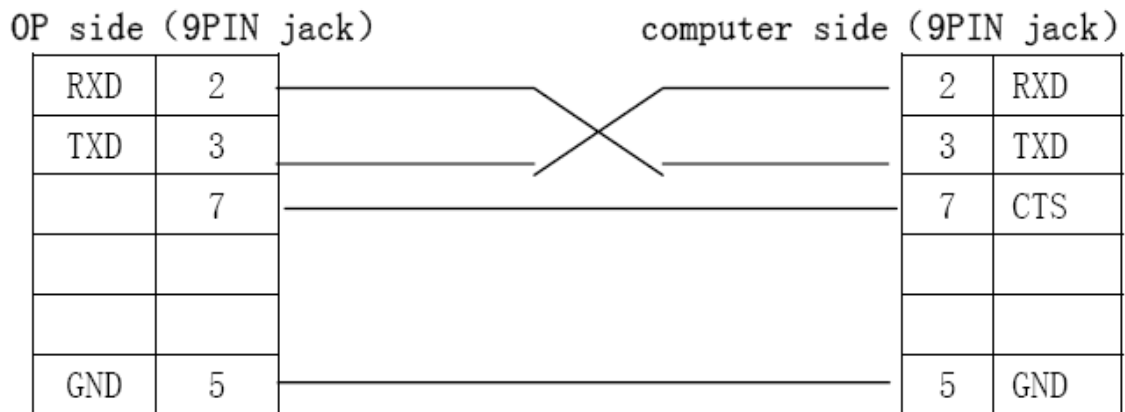 OP side (9PIN jack) computer side (9PIN jack)
RXD 2 2 RXD
TXD 3 3 TXD
7 7 CTS
GND 5 5 GND